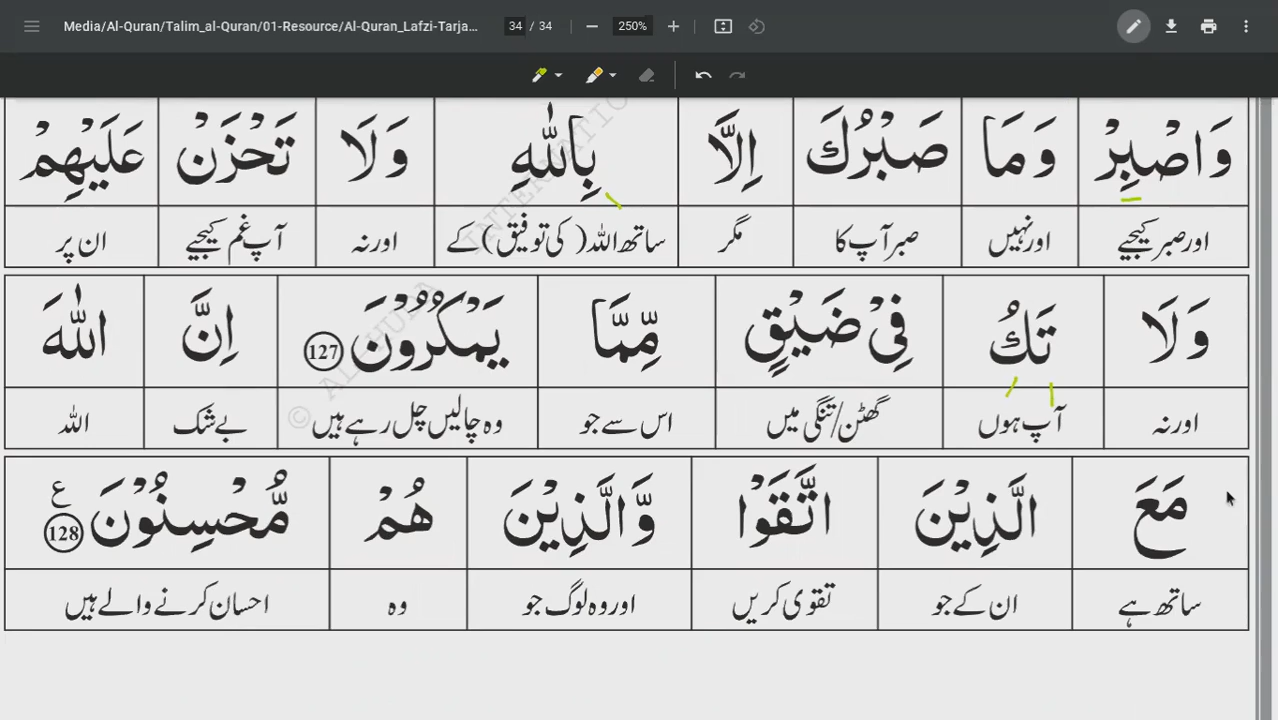 Media/Al-Quran/Talim_al-Quran/01-Resource/Al-Quran_Lafzi-Tarja... 34 / 34 250%
وَاصْبِرْ وَمَا صَبْرُكَ اِلَّا بِاللّٰهِ وَلَا تَحْزَنْ عَلَيْهِمْ
اور صبر کیجیے اور نہیں صبر آپ کا مگر ساتھ اللہ (کی توفیق) کے اور نہ آپ غم کیجیے ان پر
وَلَا تَكُ فِيْ ضَيْقٍ مِّمَّا يَمْكُرُوْنَ 127 اِنَّ اللّٰهَ
اور نہ آپ ہوں گھٹن/تنگی میں اس سے جو وہ چالیں چل رہے ہیں بے شک اللہ
مَعَ الَّذِيْنَ اتَّقَوْا وَّالَّذِيْنَ هُمْ مُّحْسِنُوْنَ 128 ع
ساتھ ہے ان کے جو تقوی کریں اور وہ لوگ جو وہ احسان کرنے والے ہیں
© AL HUDA INTERNATIO